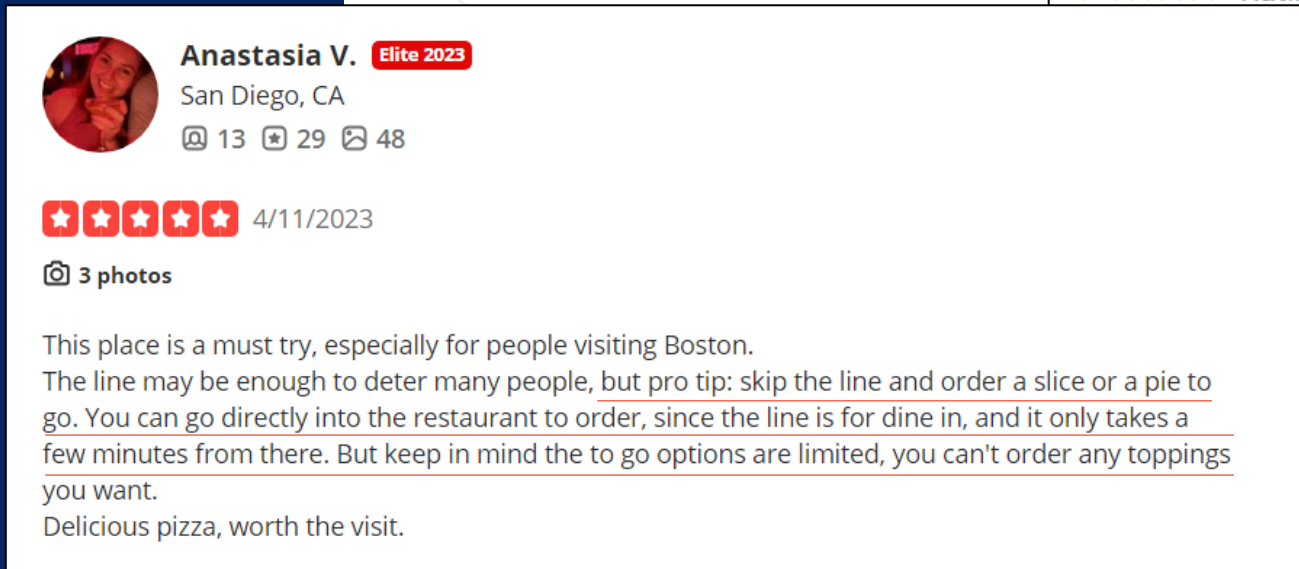 Anastasia V. Elite 2023
San Diego, CA
13 29 48
4/11/2023
3 photos
This place is a must try, especially for people visiting Boston.
The line may be enough to deter many people, but pro tip: skip the line and order a slice or a pie to
go. You can go directly into the restaurant to order, since the line is for dine in, and it only takes a
few minutes from there. But keep in mind the to go options are limited, you can't order any toppings
you want.
Delicious pizza, worth the visit.